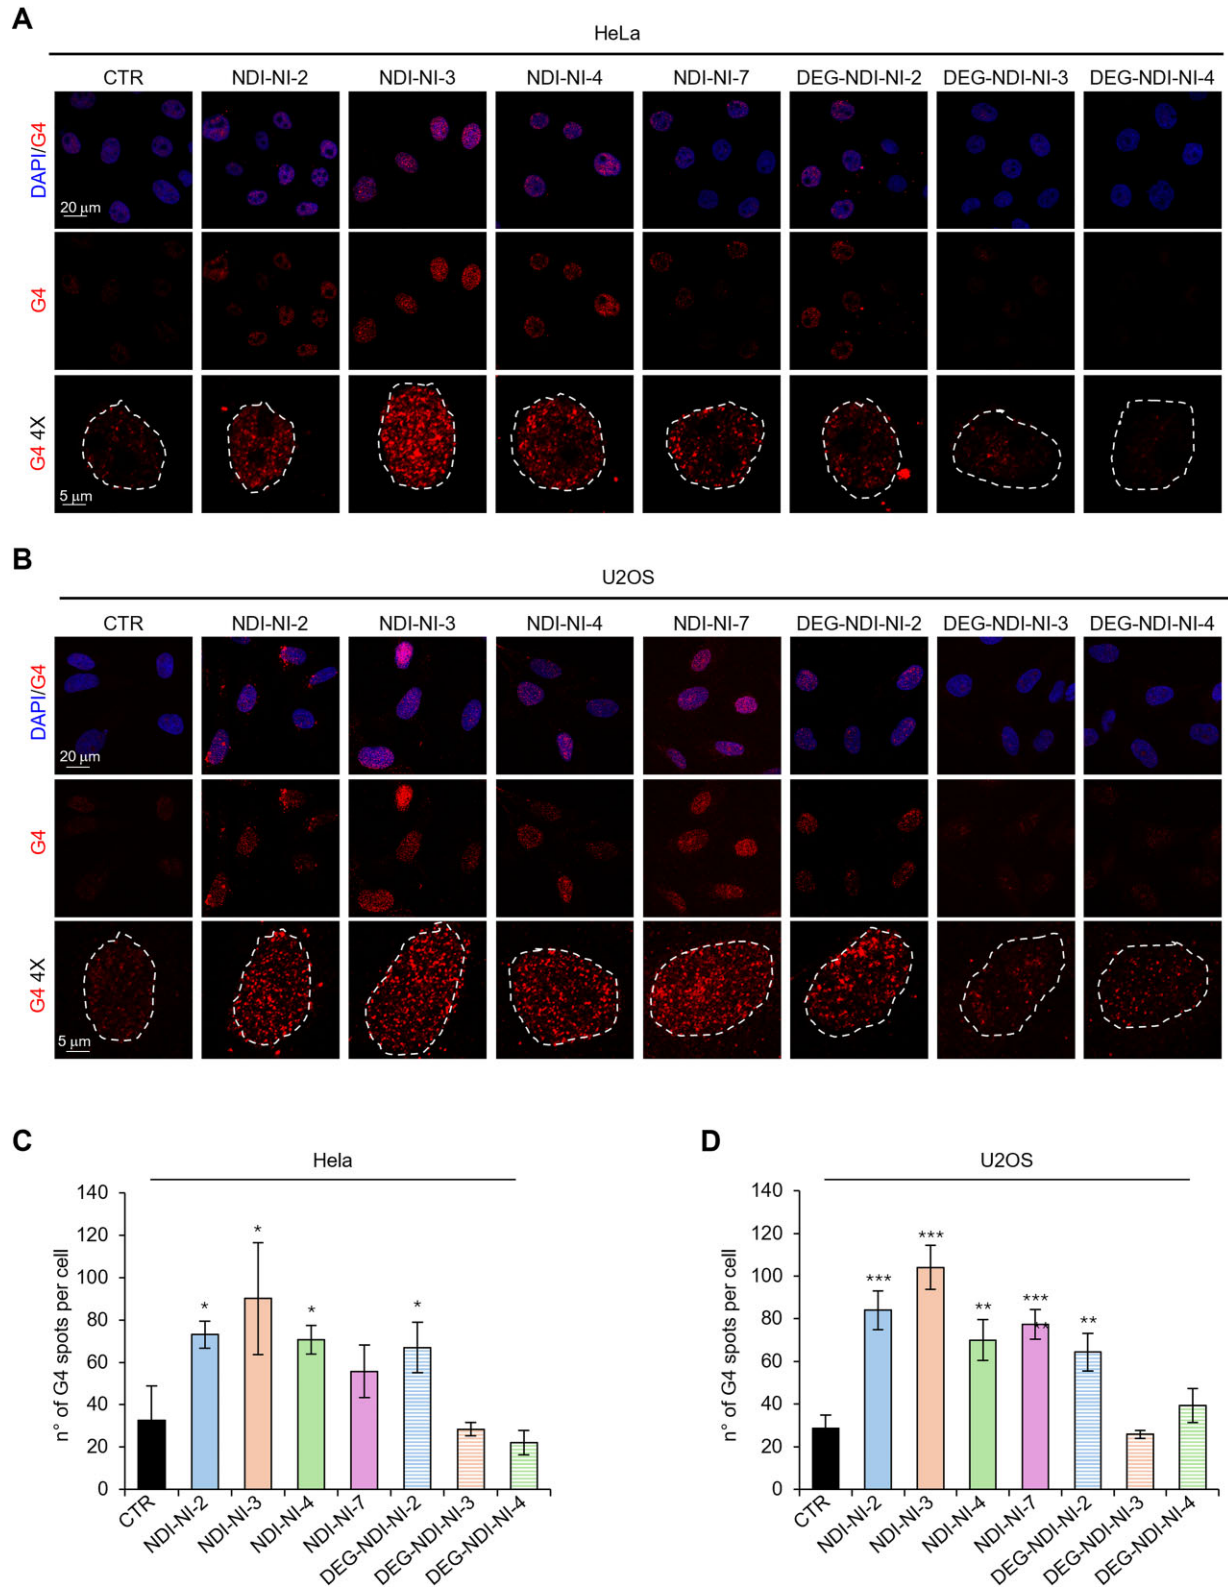 A
HeLa
CTR NDI-NI-2 NDI-NI-3 NDI-NI-4 NDI-NI-7 DEG-NDI-NI-2 DEG-NDI-NI-3 DEG-NDI-NI-4
DAPI/G4
20 μm
G4
G4 4X
5 μm
B
U2OS
CTR NDI-NI-2 NDI-NI-3 NDI-NI-4 NDI-NI-7 DEG-NDI-NI-2 DEG-NDI-NI-3 DEG-NDI-NI-4
DAPI/G4
20 μm
G4
G4 4X
5 μm
C
Hela
n° of G4 spots per cell
140
120
100
80
60
40
20
0
* * * *
CTR NDI-NI-2 NDI-NI-3 NDI-NI-4 NDI-NI-7 DEG-NDI-NI-2 DEG-NDI-NI-3 DEG-NDI-NI-4
D
U2OS
n° of G4 spots per cell
140
120
100
80
60
40
20
0
*** *** ** *** ** **
CTR NDI-NI-2 NDI-NI-3 NDI-NI-4 NDI-NI-7 DEG-NDI-NI-2 DEG-NDI-NI-3 DEG-NDI-NI-4